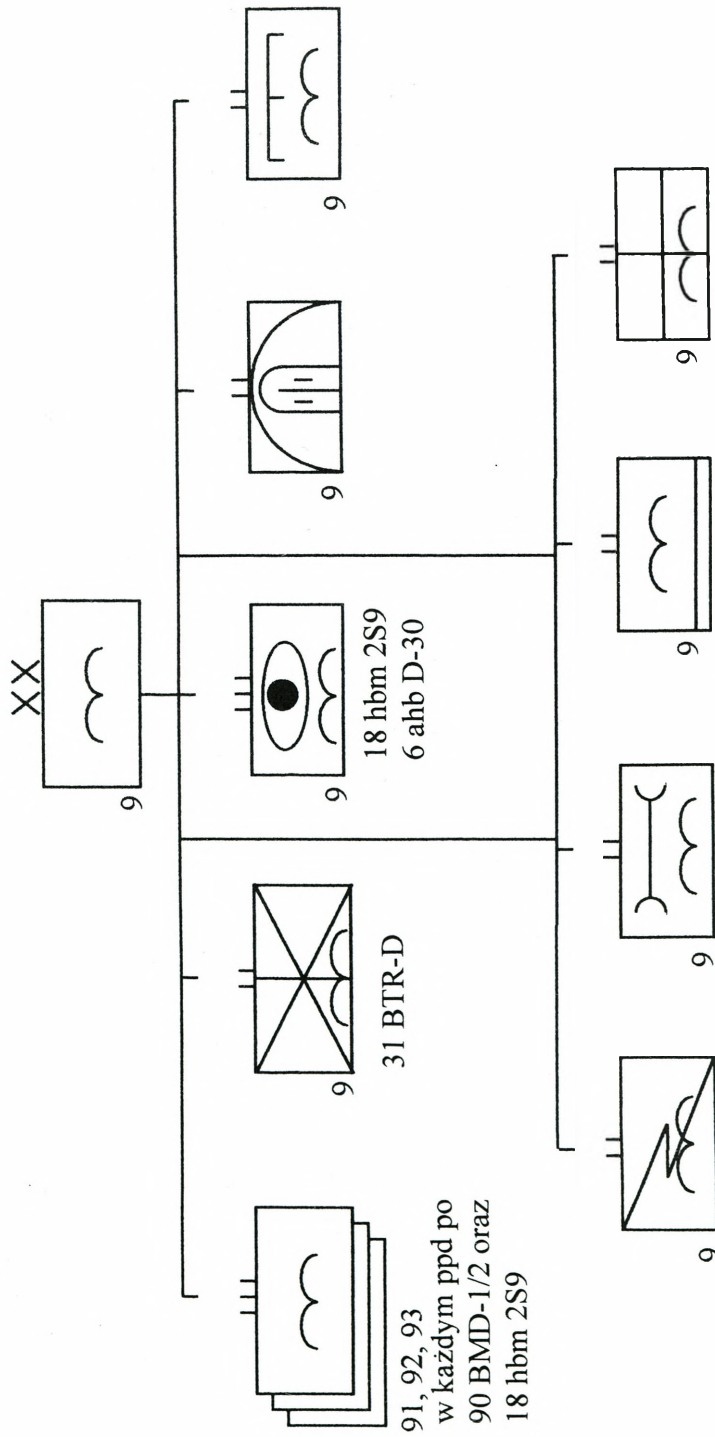 XX
9
91, 92, 93
w każdym ppd po
90 BMD-1/2 oraz
18 hbm 2S9
9
31 BTR-D
9
18 hbm 2S9
6 ahb D-30
9
9
9
9
9
9